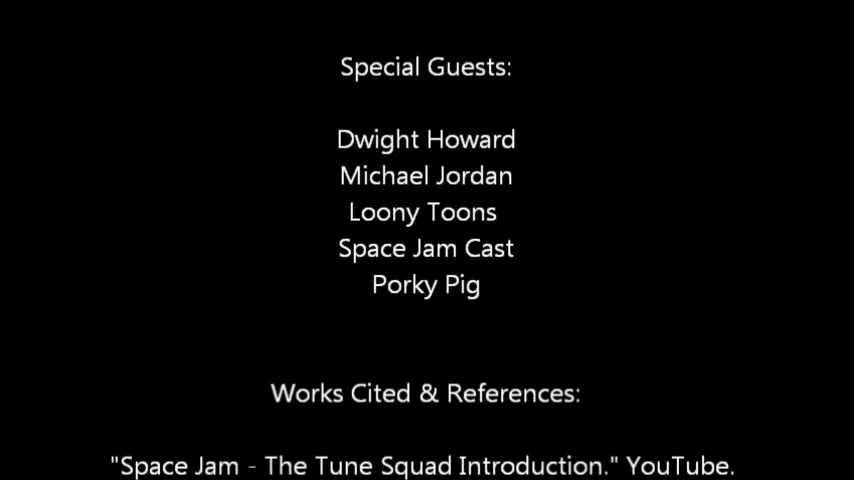 Special Guests:
Dwight Howard
Michael Jordan
Loony Toons
Space Jam Cast
Porky Pig
Works Cited & References:
"Space Jam - The Tune Squad Introduction." YouTube.